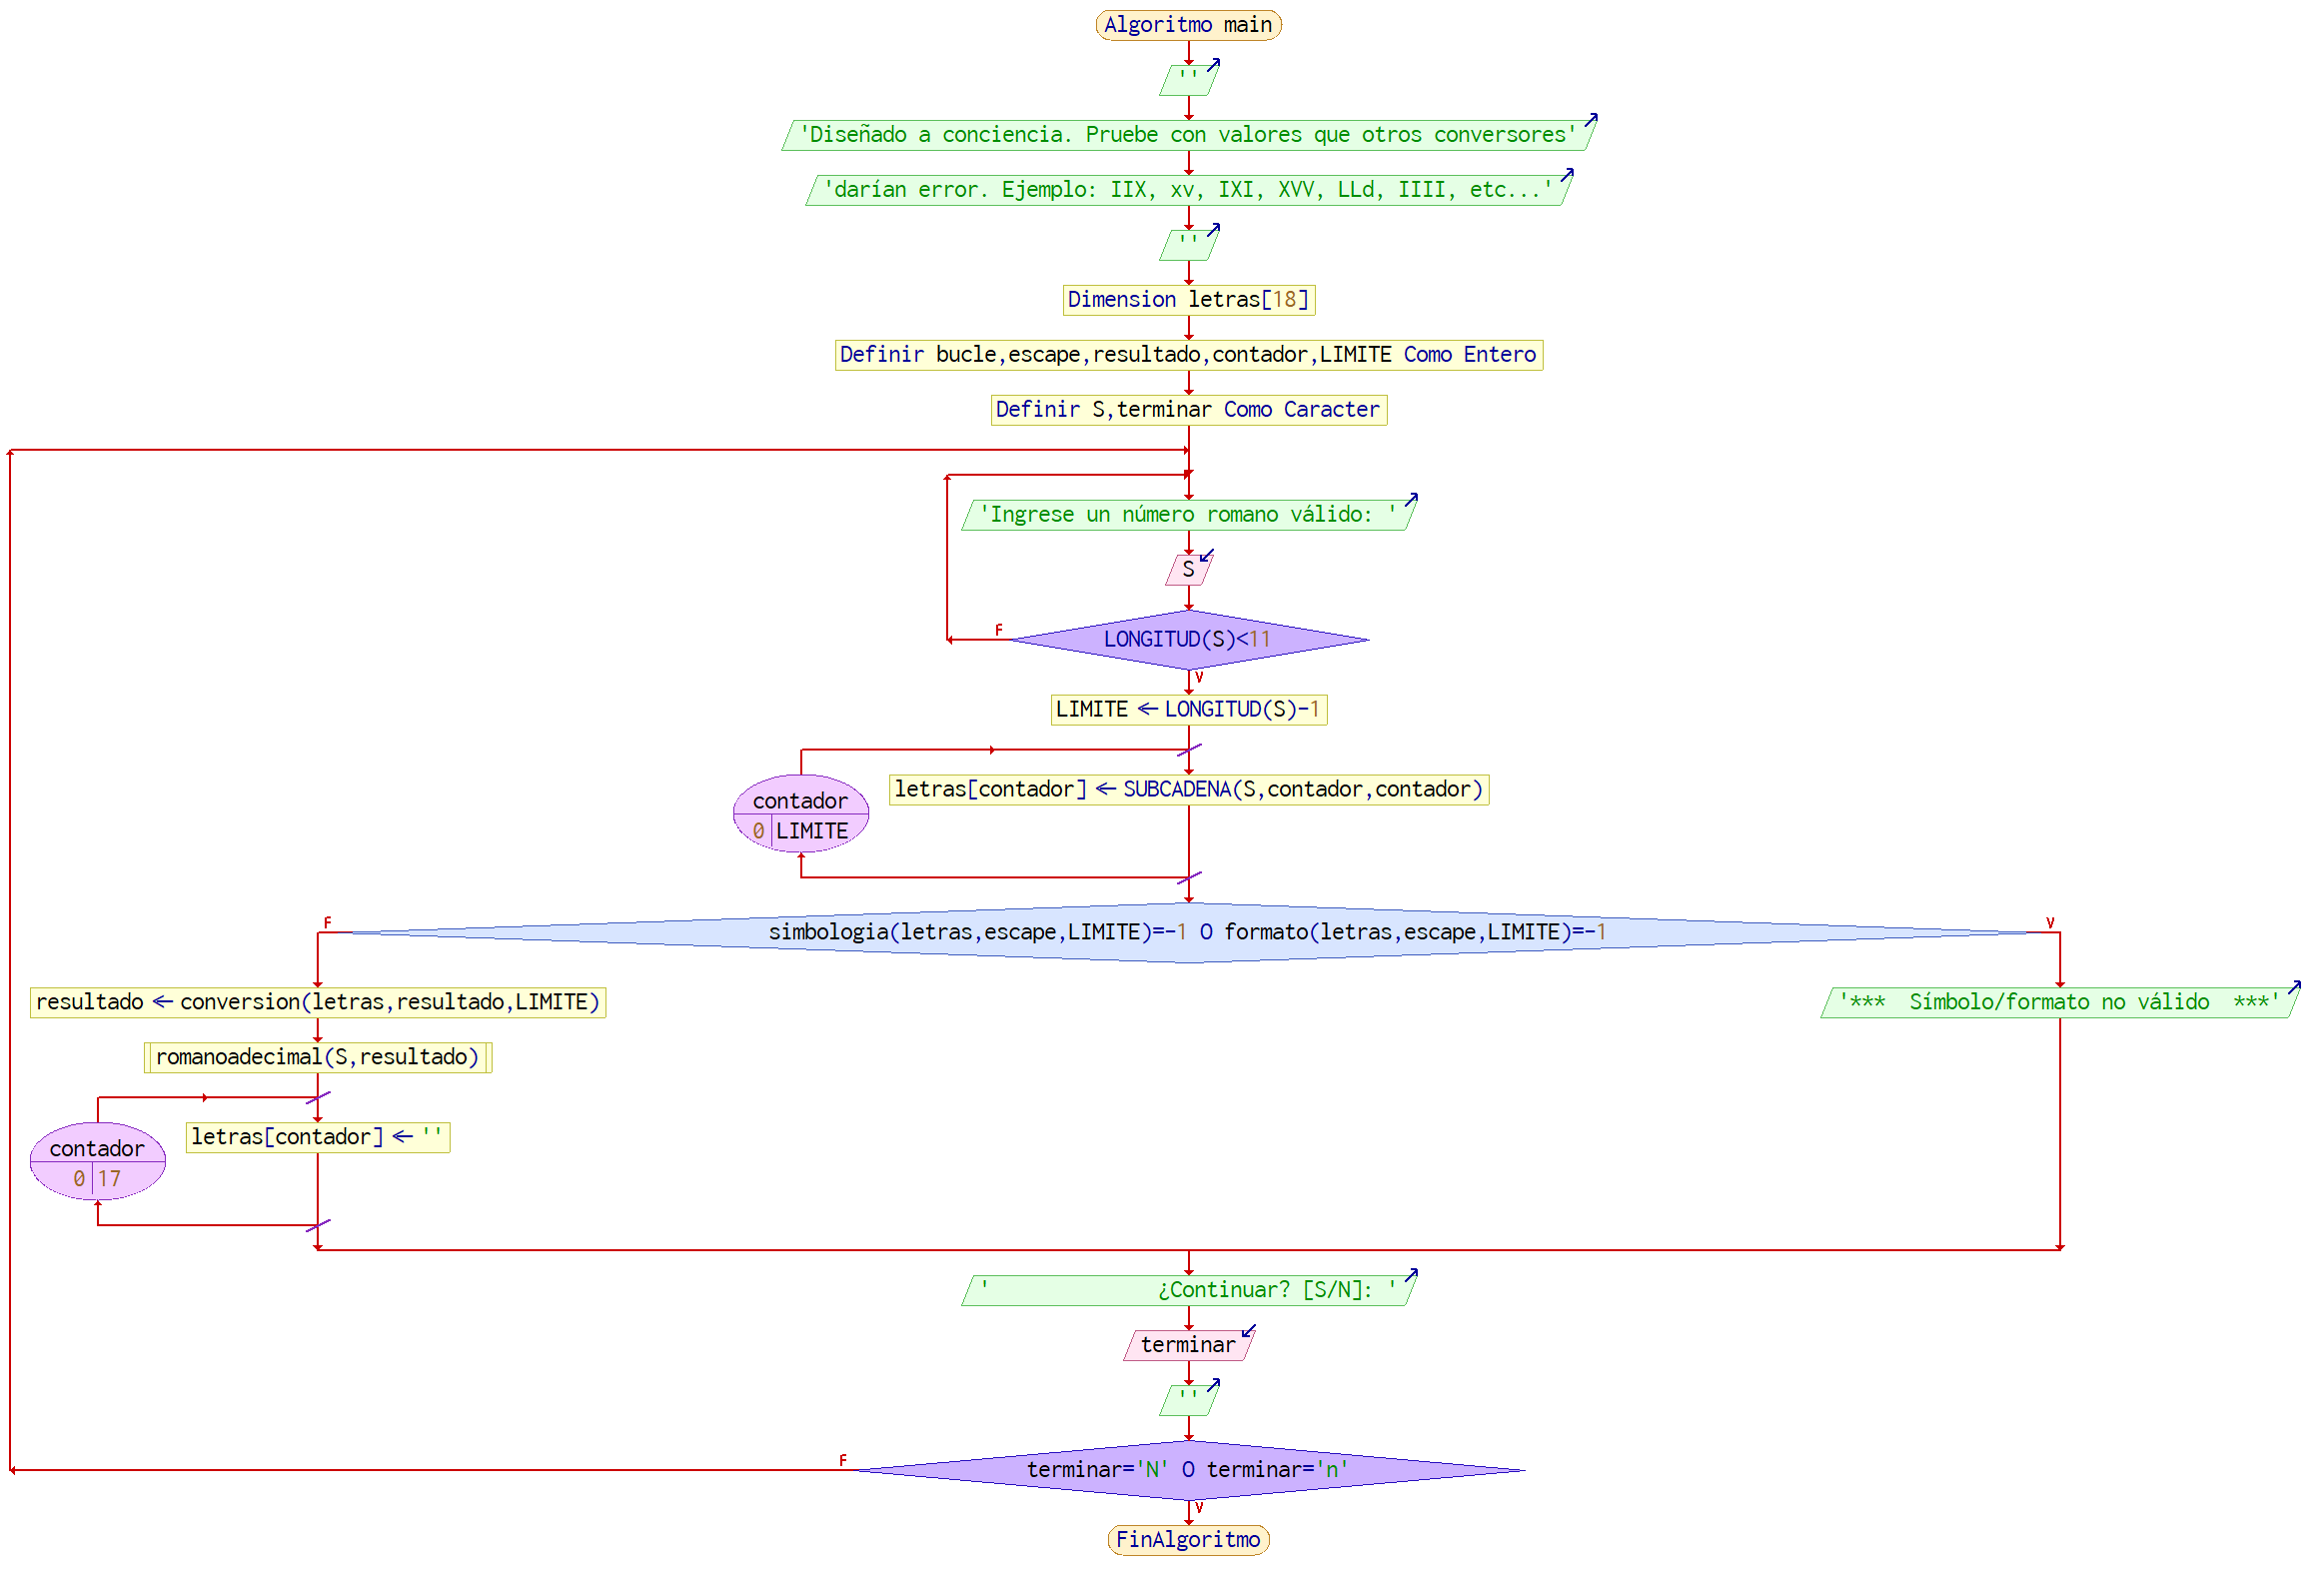 Algoritmo main
''
'Diseñado a conciencia. Pruebe con valores que otros conversores'
'darían error. Ejemplo: IIX, xv, IXI, XVV, LLd, IIII, etc...'
''
Dimension letras[18]
Definir bucle,escape,resultado,contador,LIMITE Como Entero
Definir S,terminar Como Caracter
'Ingrese un número romano válido: '
S
F
LONGITUD(S)<11
V
LIMITE ← LONGITUD(S)-1
letras[contador] ← SUBCADENA(S,contador,contador)
contador
0 LIMITE
F
simbologia(letras,escape,LIMITE)=-1 O formato(letras,escape,LIMITE)=-1
V
resultado ← conversion(letras,resultado,LIMITE)
'***  Símbolo/formato no válido  ***'
romanoadecimal(S,resultado)
letras[contador] ← ''
contador
0 17
'              ¿Continuar? [S/N]: '
terminar
''
F
terminar='N' O terminar='n'
V
FinAlgoritmo